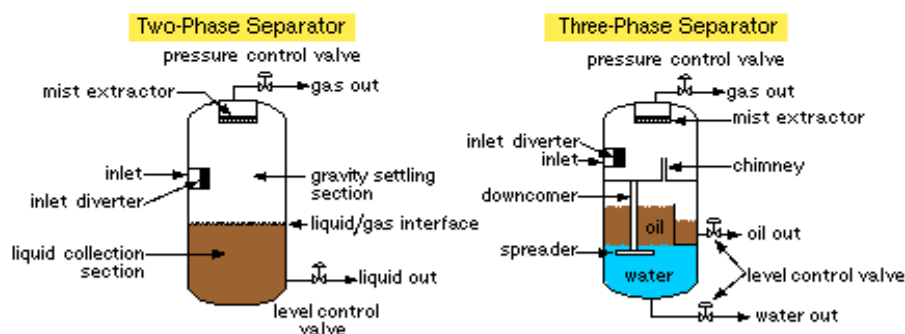 Two-Phase Separator
pressure control valve
gas out
mist extractor
inlet
inlet diverter
gravity settling
section
liquid/gas interface
liquid collection
section
liquid out
level control
valve
Three-Phase Separator
pressure control valve
gas out
mist extractor
inlet diverter
inlet
chimney
downcomer
oil
oil out
spreader
water
level control valve
water out